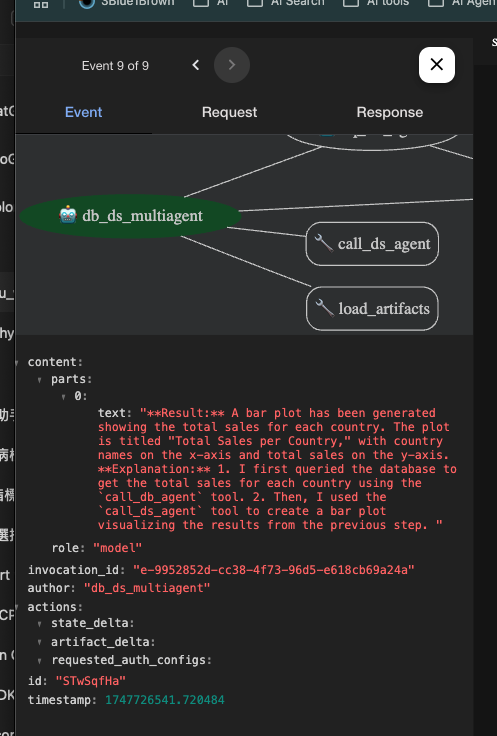 3Blue1Brown
AI
AI Search
AI tools
AI Agen
Event 9 of 9
Event
Request
Response
db_ds_multiagent
call_ds_agent
load_artifacts
content:
parts:
0:
text: "**Result:** A bar plot has been generated
showing the total sales for each country. The plot
is titled "Total Sales per Country," with country
names on the x-axis and total sales on the y-axis.
**Explanation:** 1. I first queried the database to
get the total sales for each country using the
`call_db_agent` tool. 2. Then, I used the
`call_ds_agent` tool to create a bar plot
visualizing the results from the previous step. "
role: "model"
invocation_id: "e-9952852d-cc38-4f73-96d5-e618cb69a24a"
author: "db_ds_multiagent"
actions:
state_delta:
artifact_delta:
requested_auth_configs:
id: "STwSqfHa"
timestamp: 1747726541.720484